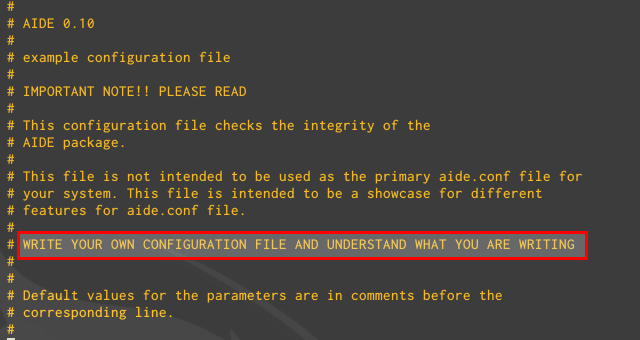 #
# AIDE 0.10
#
# example configuration file
#
# IMPORTANT NOTE!! PLEASE READ
#
# This configuration file checks the integrity of the
# AIDE package.
#
# This file is not intended to be used as the primary aide.conf file for
# your system. This file is intended to be a showcase for different
# features for aide.conf file.
#
# WRITE YOUR OWN CONFIGURATION FILE AND UNDERSTAND WHAT YOU ARE WRITING
#
#
# Default values for the parameters are in comments before the
# corresponding line.
#